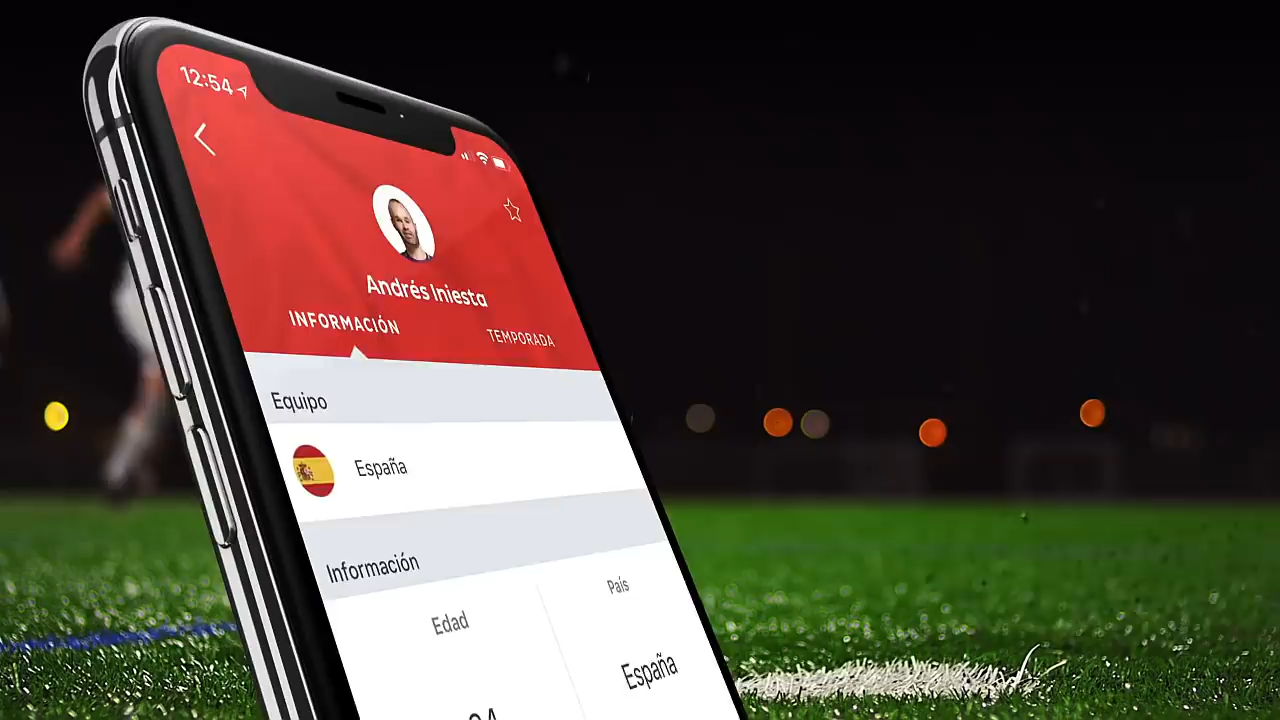 12:54
Andrés Iniesta
INFORMACIÓN TEMPORADA
Equipo
España
Información
Edad País
España